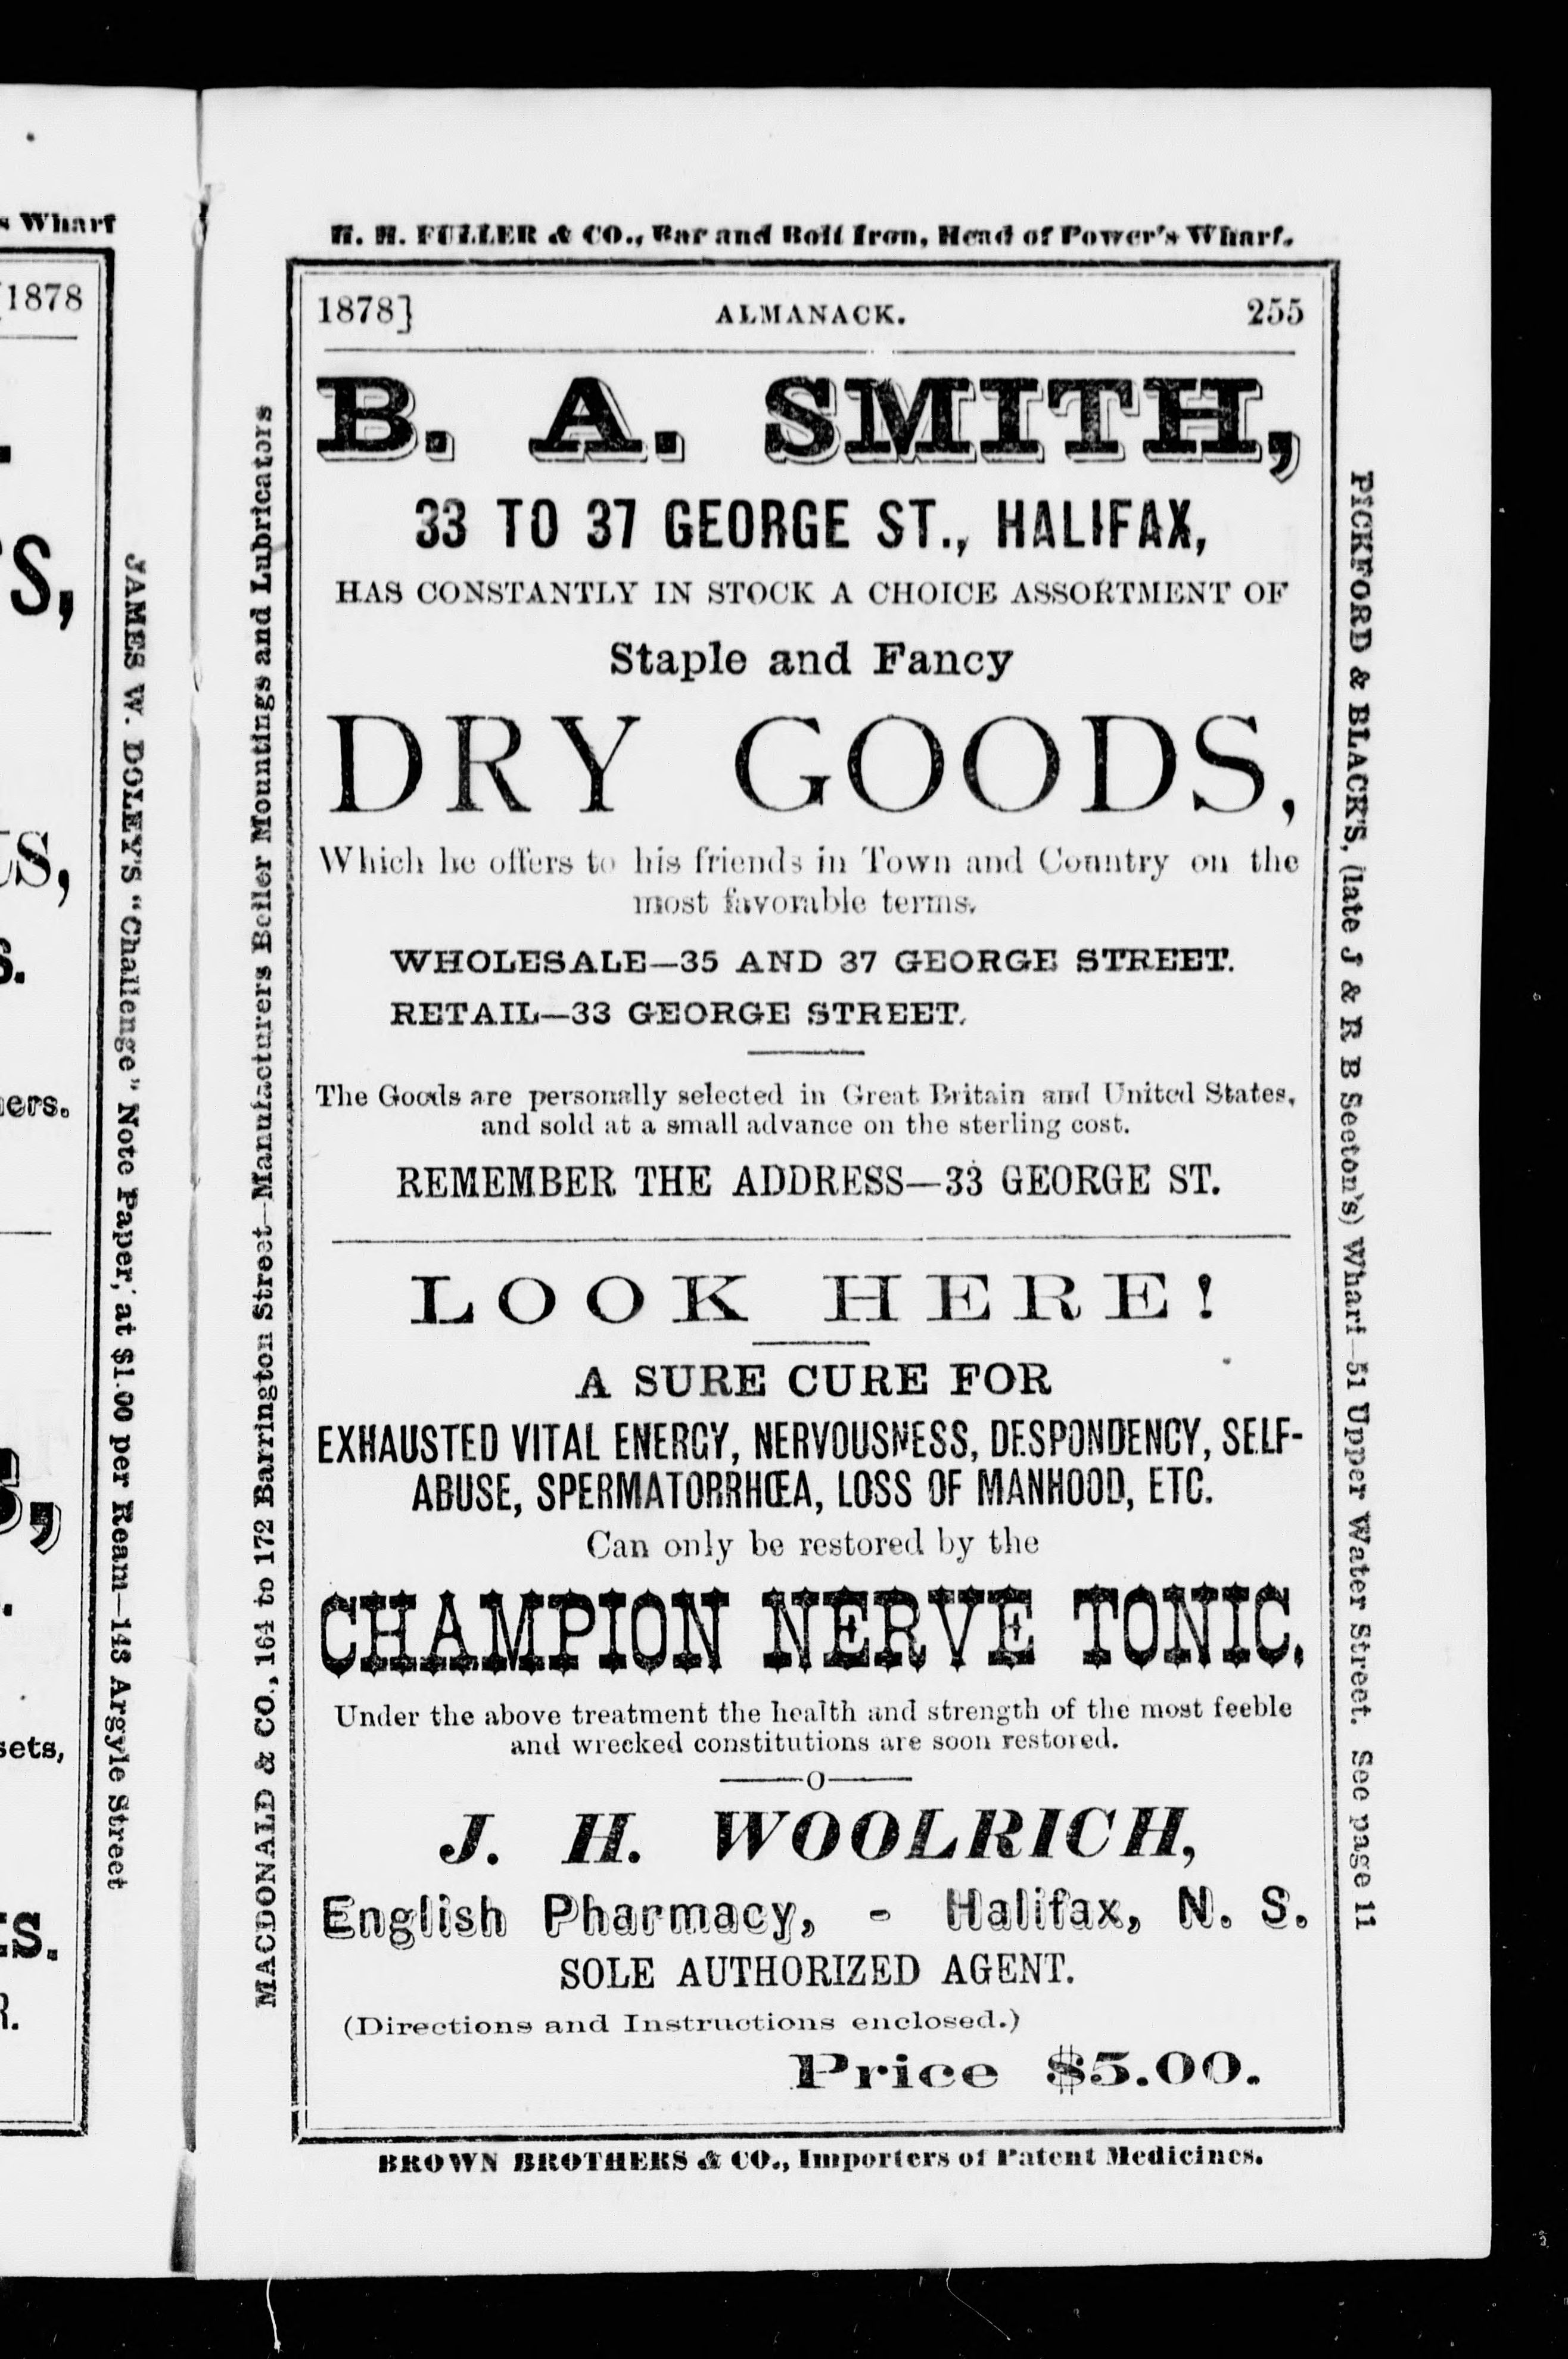 s Wharf
[1878
S,
ES,
S.
ners.
sets,
ES.
R.
JAMES W. DOLEY'S "Challenge" Note Paper, at $1.00 per Ream—143 Argyle Street
H. H. FULLER & CO., Bar and Bolt Iron, Head of Power's Wharf.
MACDONALD & CO., 164 to 172 Barrington Street—Manufacturers Boiler Mountings and Lubricators
1878] ALMANACK. 255
B. A. SMITH,
33 TO 37 GEORGE ST., HALIFAX,
HAS CONSTANTLY IN STOCK A CHOICE ASSORTMENT OF
Staple and Fancy
DRY GOODS,
Which he offers to his friends in Town and Country on the
most favorable terms.
WHOLESALE—35 AND 37 GEORGE STREET.
RETAIL—33 GEORGE STREET.
The Goods are personally selected in Great Britain and United States,
and sold at a small advance on the sterling cost.
REMEMBER THE ADDRESS—33 GEORGE ST.
LOOK HERE!
A SURE CURE FOR
EXHAUSTED VITAL ENERGY, NERVOUSNESS, DESPONDENCY, SELF-
ABUSE, SPERMATORRHŒA, LOSS OF MANHOOD, ETC.
Can only be restored by the
CHAMPION NERVE TONIC.
Under the above treatment the health and strength of the most feeble
and wrecked constitutions are soon restored.
——O——
J. H. WOOLRICH,
English Pharmacy, - Halifax, N. S.
SOLE AUTHORIZED AGENT.
(Directions and Instructions enclosed.)
Price $5.00.
PICKFORD & BLACK'S, (late J & R B Seeton's) Wharf—51 Upper Water Street. See page 11
BROWN BROTHERS & CO., Importers of Patent Medicines.